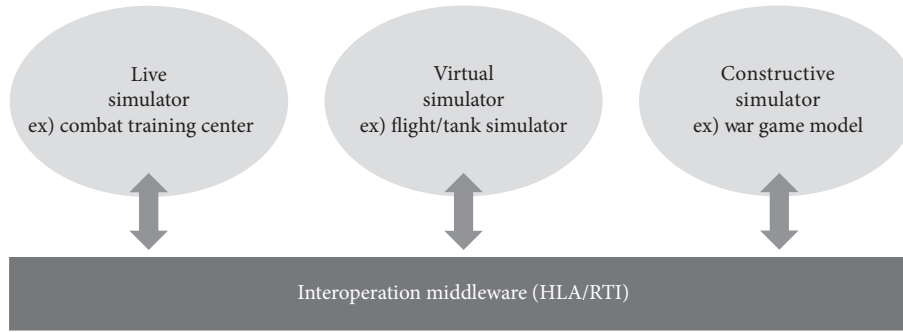 Live
simulator
ex) combat training center
Virtual
simulator
ex) flight/tank simulator
Constructive
simulator
ex) war game model
Interoperation middleware (HLA/RTI)